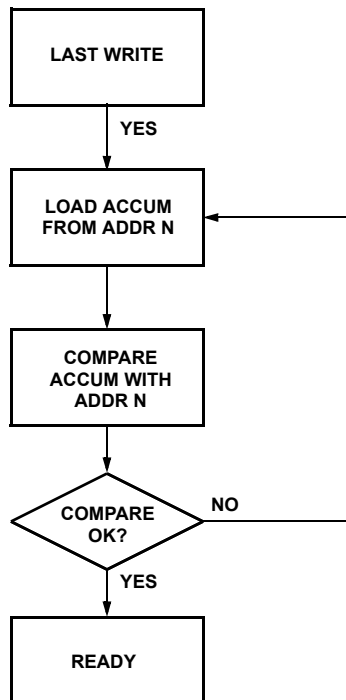 LAST WRITE
YES
LOAD ACCUM
FROM ADDR N
COMPARE
ACCUM WITH
ADDR N
COMPARE
OK?
NO
YES
READY